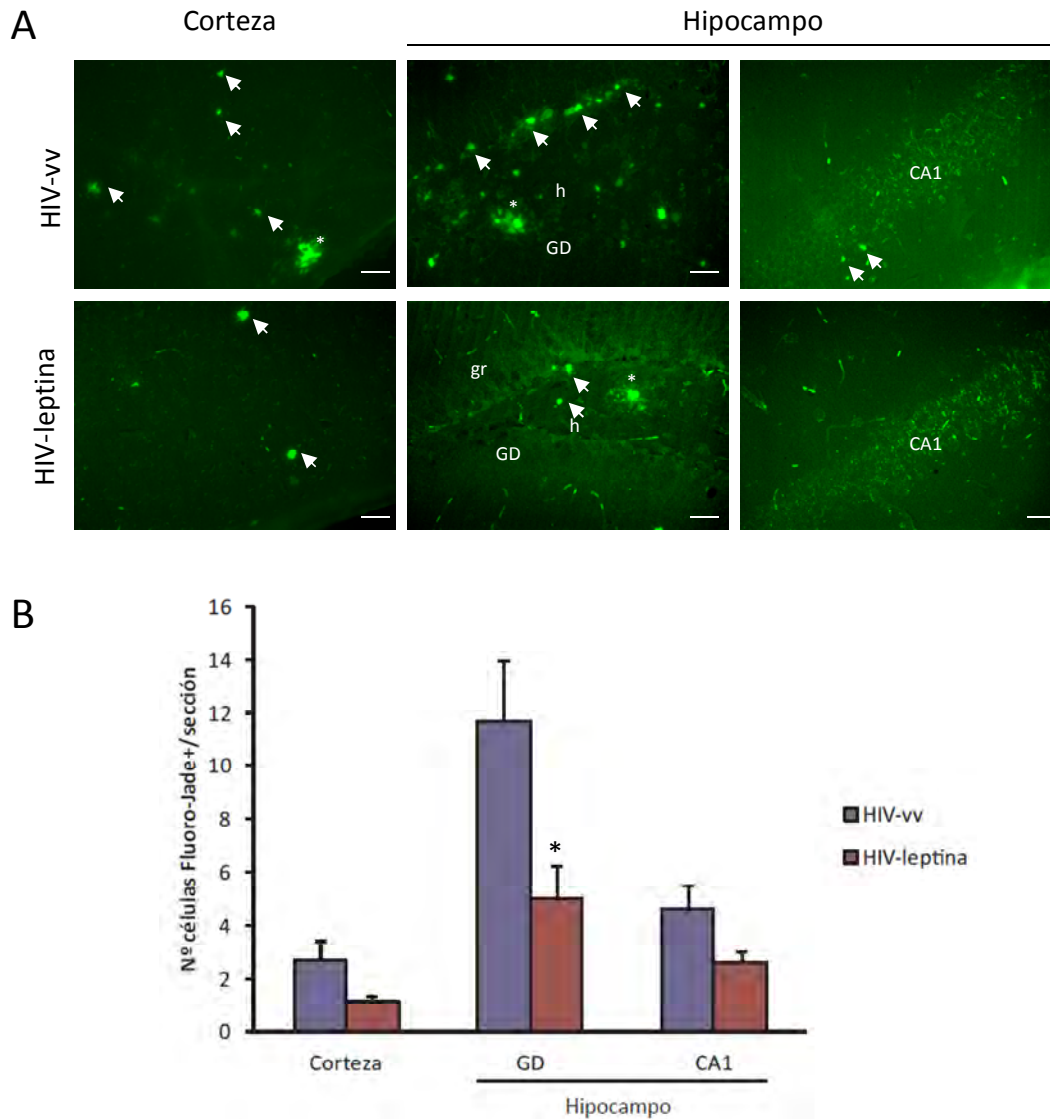 A
Corteza
Hipocampo
HIV-vv
*
*
h
GD
CA1
HIV-leptina
gr
*
h
GD
CA1
B
Nº células Fluoro-Jade+/sección
16
14
12
10
8
6
4
2
0
*
HIV-vv
HIV-leptina
Corteza
GD
CA1
Hipocampo